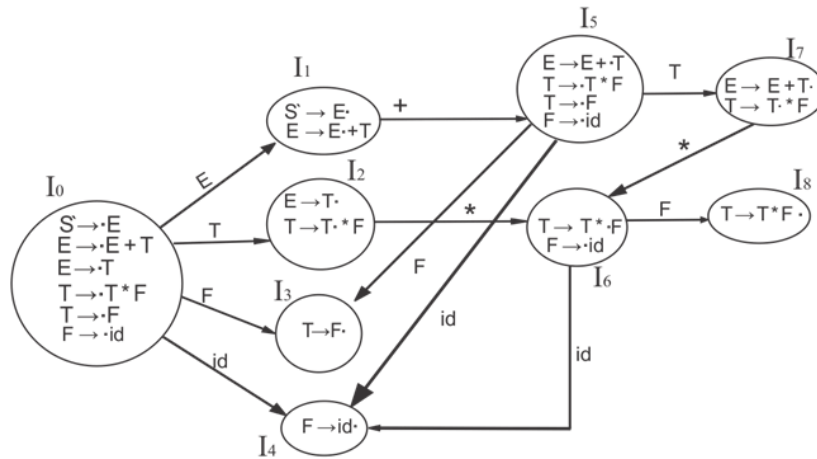 I0
S` → ·E
E → ·E + T
E → ·T
T → ·T * F
T → ·F
F → ·id
E
T
F
id
I1
S` → E·
E → E· + T
+
I2
E → T·
T → T· * F
*
I3
T → F·
I4
F → id·
I5
E → E + ·T
T → ·T * F
T → ·F
F → ·id
T
F
id
I7
E → E + T·
T → T· * F
*
T → T * ·F
F → ·id
I6
F
id
I8
T → T * F ·